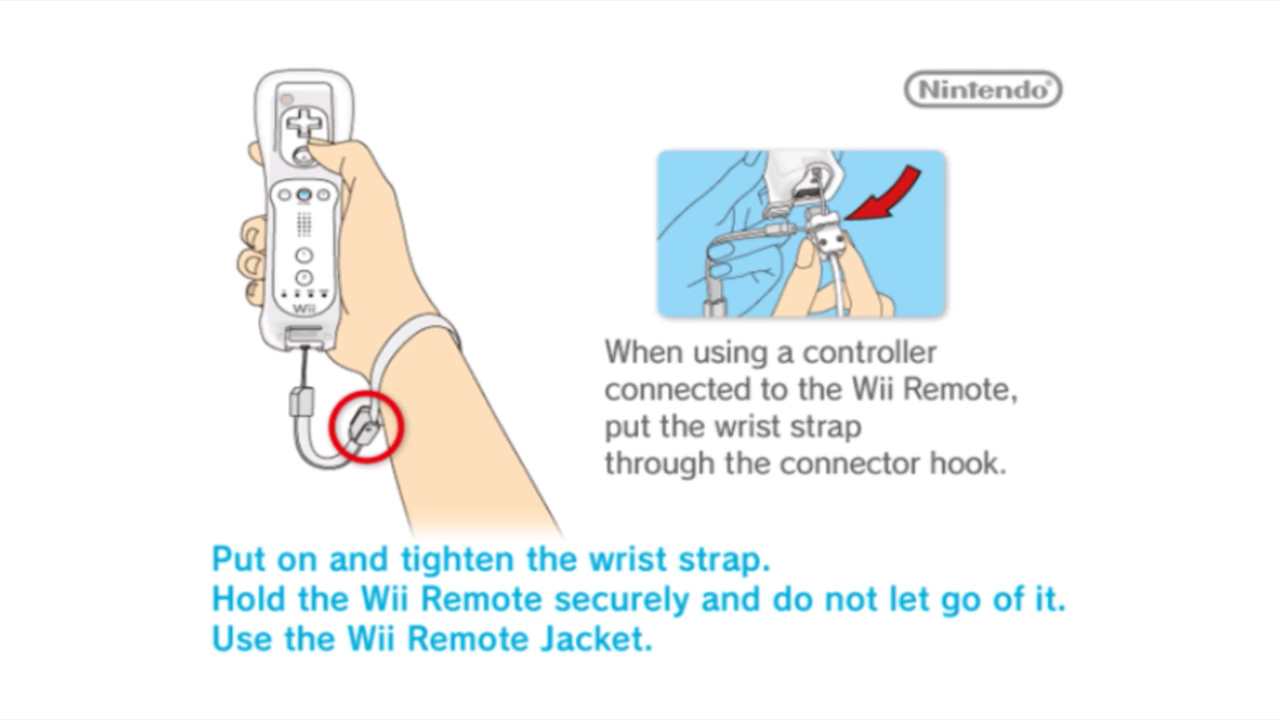 Nintendo®
Wii
When using a controller
connected to the Wii Remote,
put the wrist strap
through the connector hook.
Put on and tighten the wrist strap.
Hold the Wii Remote securely and do not let go of it.
Use the Wii Remote Jacket.